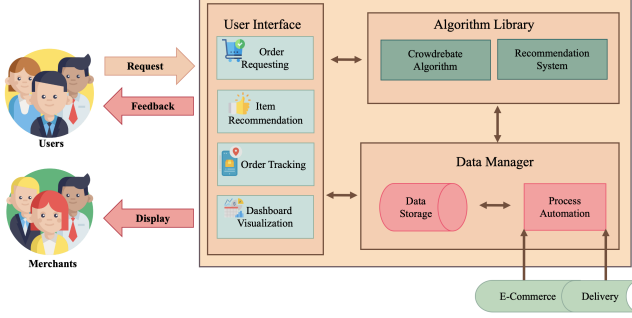 User Interface
Algorithm Library
Order
Requesting
Crowdrebate
Algorithm
Recommendation
System
Request
Feedback
Item
Recommendation
Users
Order Tracking
Data Manager
Data
Storage
Process
Automation
Dashboard
Visualization
Display
Merchants
E-Commerce
Delivery